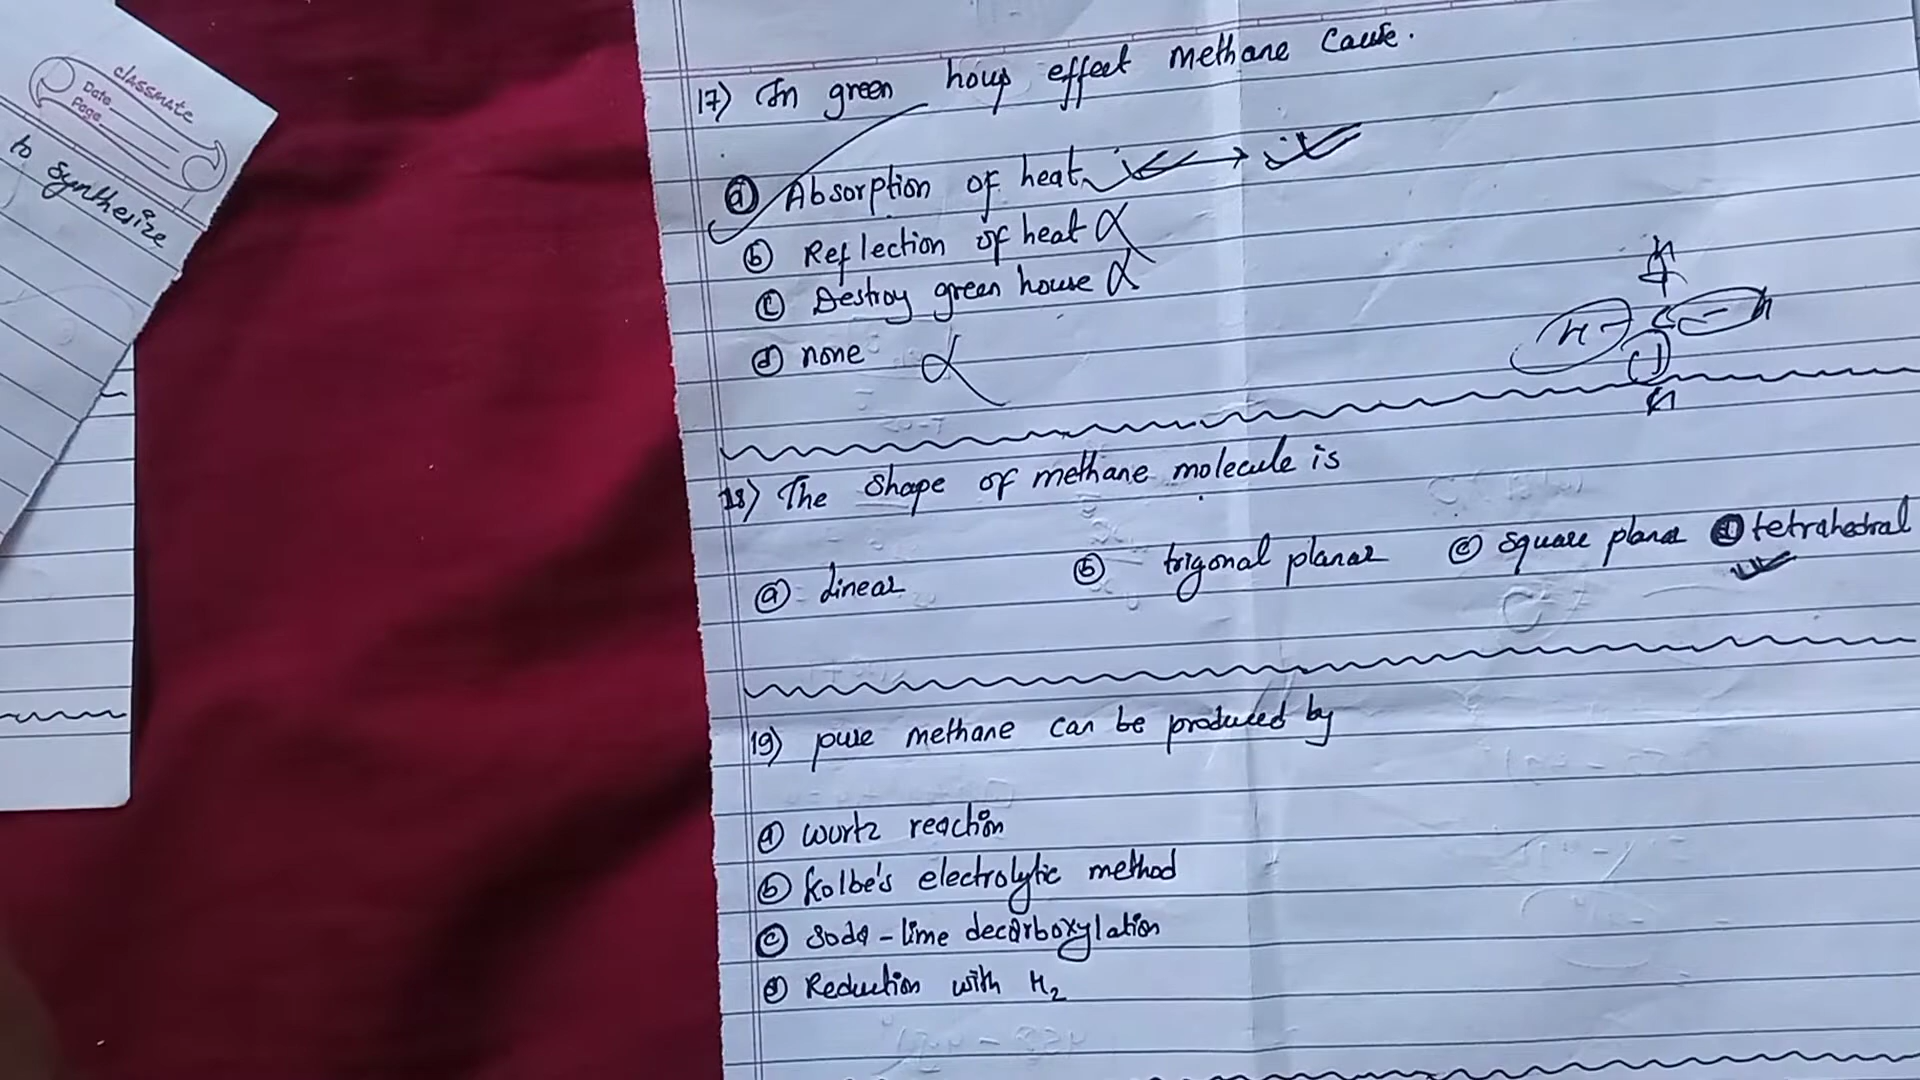 classmate
Date
Page
to synthesize
17) In green hous effect methane cause.
(a) Absorption of heat
(b) Reflection of heat
(c) Destroy green house
(d) none
H
H - C - H
H
18) The shape of methane molecule is
(a) Linear (b) trigonal planar (c) square planar (d) tetrahedral
19) pure methane can be produced by
(a) wurtz reaction
(b) Kolbe's electrolytic method
(c) Soda-lime decarboxylation
(d) Reduction with H2